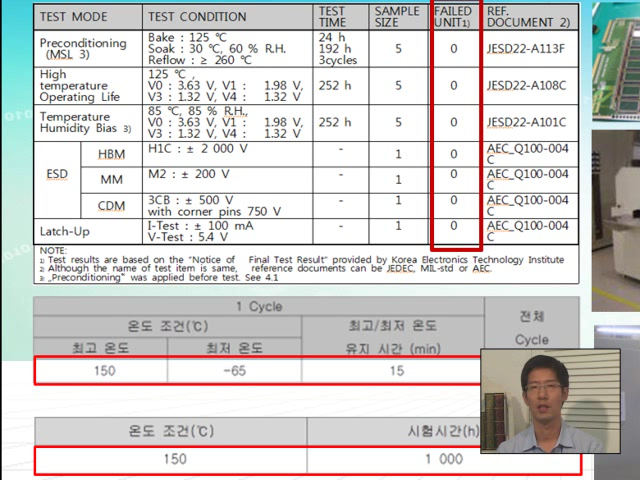 TEST MODE TEST CONDITION TEST TIME SAMPLE SIZE FAILED UNIT1) REF. DOCUMENT 2)
Preconditioning (MSL 3) Bake : 125 ℃ 24 h 5 0 JESD22-A113F
Soak : 30 ℃, 60 % R.H. 192 h
Reflow : ≥ 260 ℃ 3cycles
High temperature Operating Life 125 ℃ , 252 h 5 0 JESD22-A108C
V0 : 3.63 V, V1 : 1.98 V,
V3 : 3.63 V, V4 : 1.32 V
Temperature Humidity Bias 3) 85 ℃, 85 % R.H., 252 h 5 0 JESD22-A101C
V0 : 3.63 V, V1 : 1.98 V,
V3 : 1.32 V, V4 : 1.32 V
ESD HBM H1C : ± 2 000 V - 1 0 AEC_Q100-004 C
MM M2 : ± 200 V - 1 0 AEC_Q100-004 C
CDM 3CB : ± 500 V - 1 0 AEC_Q100-004 C
with corner pins 750 V
Latch-Up I-Test : ± 100 mA - 1 0 AEC_Q100-004 C
V-Test : 5.4 V
NOTE:
1) Test results are based on the "Notice of Final Test Result" provided by Korea Electronics Technology Institute
2) Although the name of test item is same, reference documents can be JEDEC, MIL-std or AEC.
3) „Preconditioning" was applied before test. See 4.1
1 Cycle 전체 Cycle
온도 조건(℃) 최고/최저 온도 유지 시간 (min)
최고 온도 최저 온도
150 -65 15
온도 조건(℃) 시험시간(h)
150 1 000